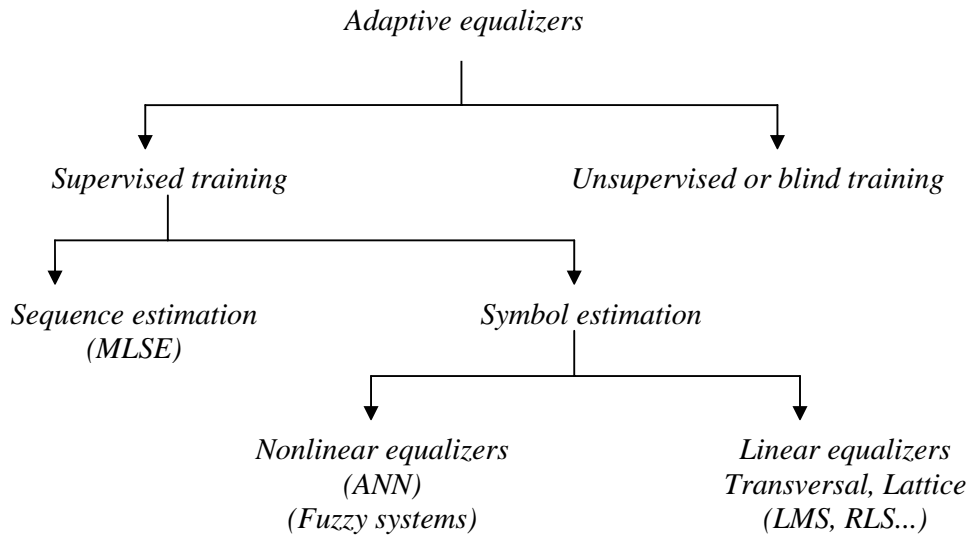 Adaptive equalizers
Supervised training
Unsupervised or blind training
Sequence estimation
(MLSE)
Symbol estimation
Nonlinear equalizers
(ANN)
(Fuzzy systems)
Linear equalizers
Transversal, Lattice
(LMS, RLS...)